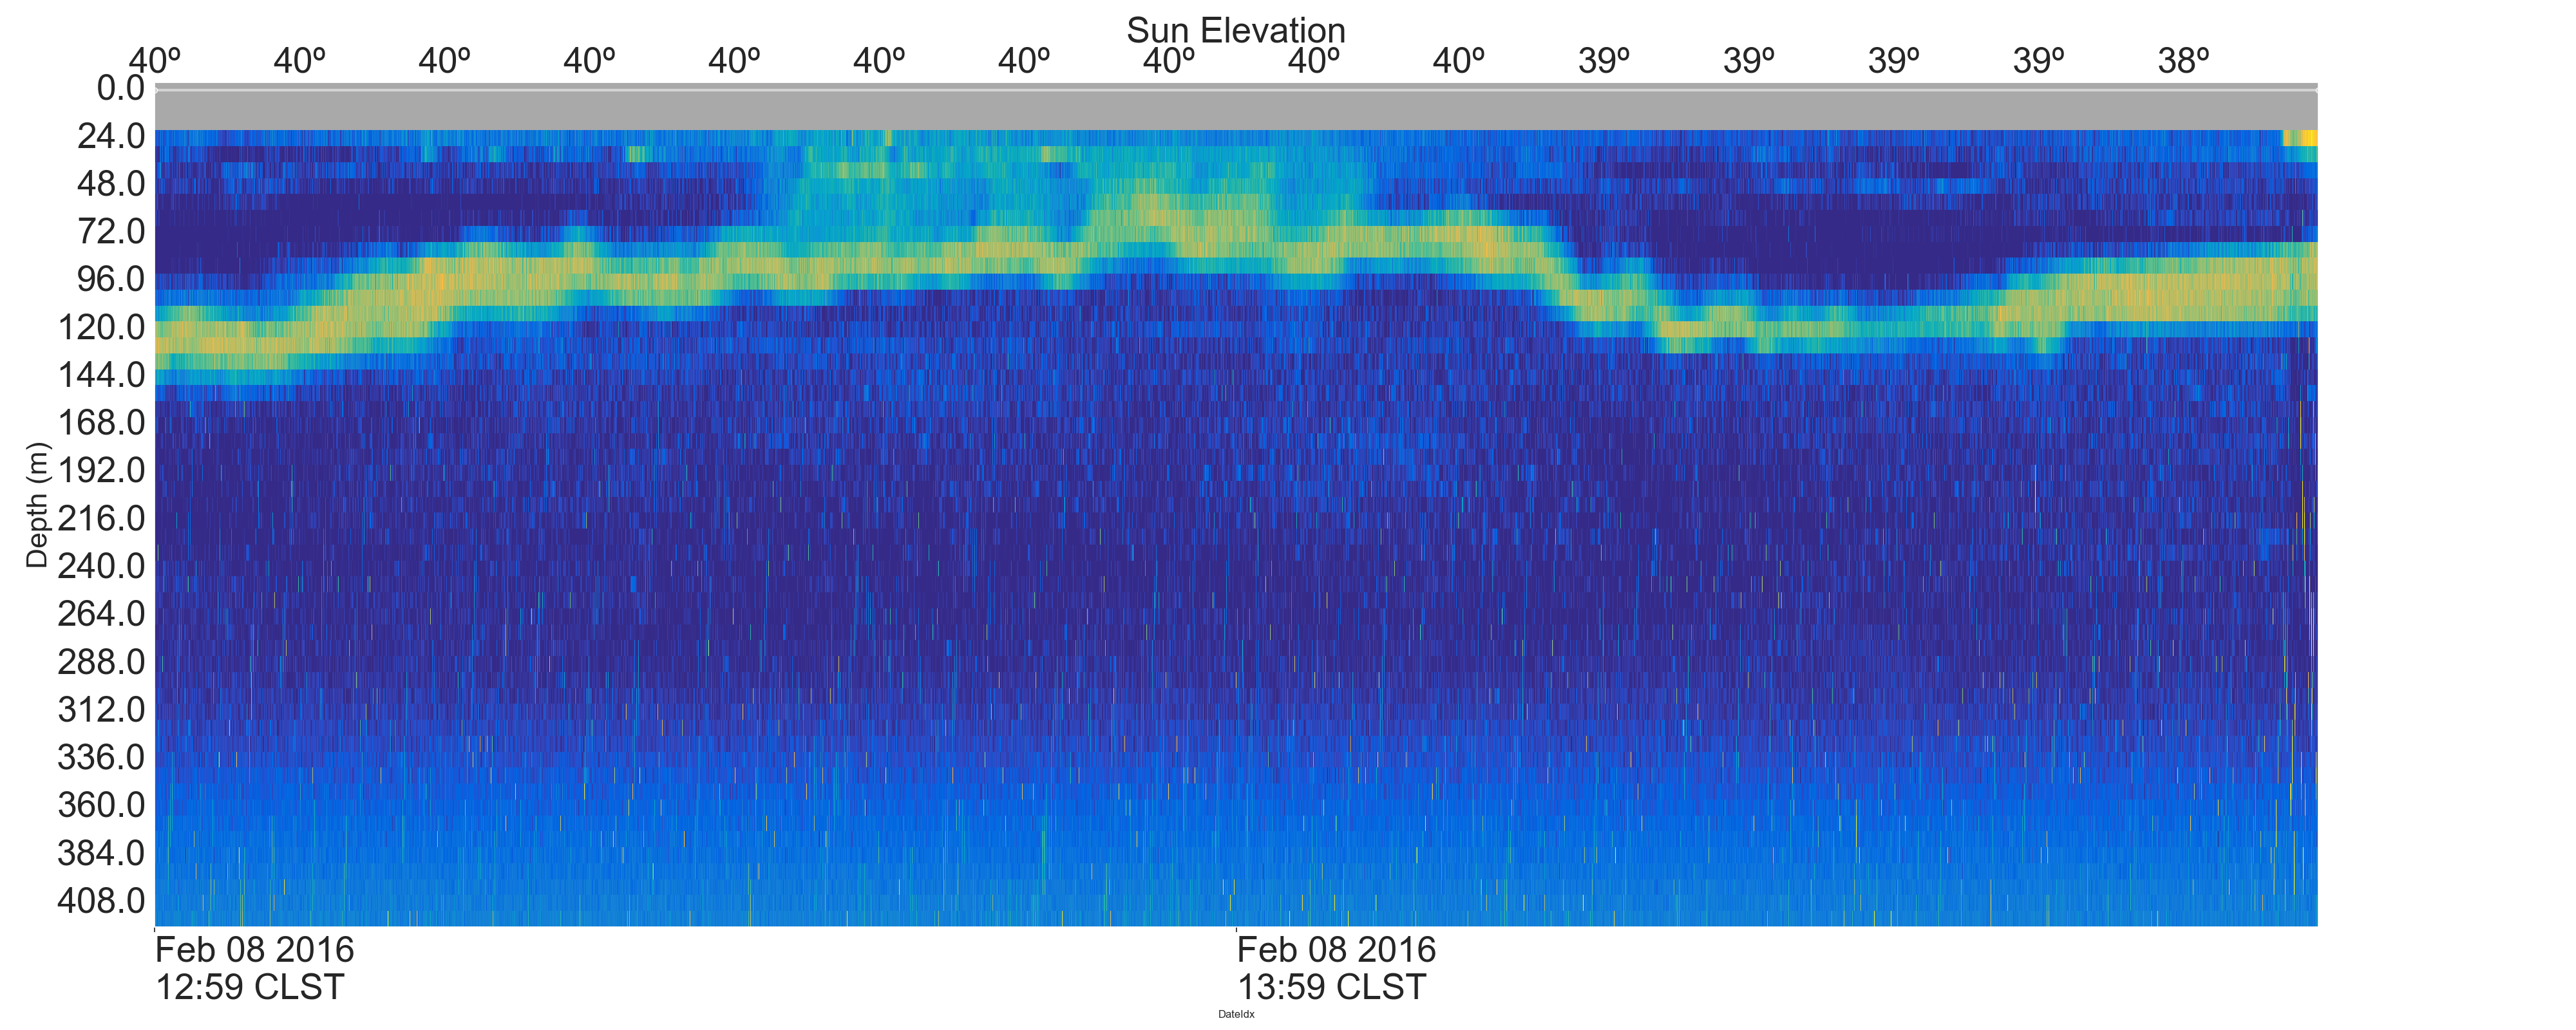 Sun Elevation
40º 40º 40º 40º 40º 40º 40º 40º 40º 40º 39º 39º 39º 39º 38º
0.0
24.0
48.0
72.0
96.0
120.0
144.0
168.0
192.0
216.0
240.0
264.0
288.0
312.0
336.0
360.0
384.0
408.0
Depth (m)
Feb 08 2016
12:59 CLST
Feb 08 2016
13:59 CLST
DateIdx